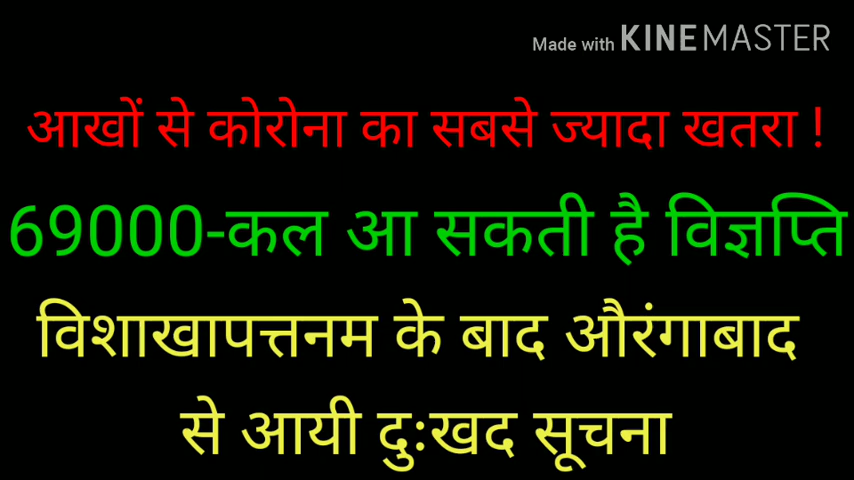 Made with KINEMASTER
आखों से कोरोना का सबसे ज्यादा खतरा !
69000-कल आ सकती है विज्ञप्ति
विशाखापत्तनम के बाद औरंगाबाद
से आयी दुःखद सूचना